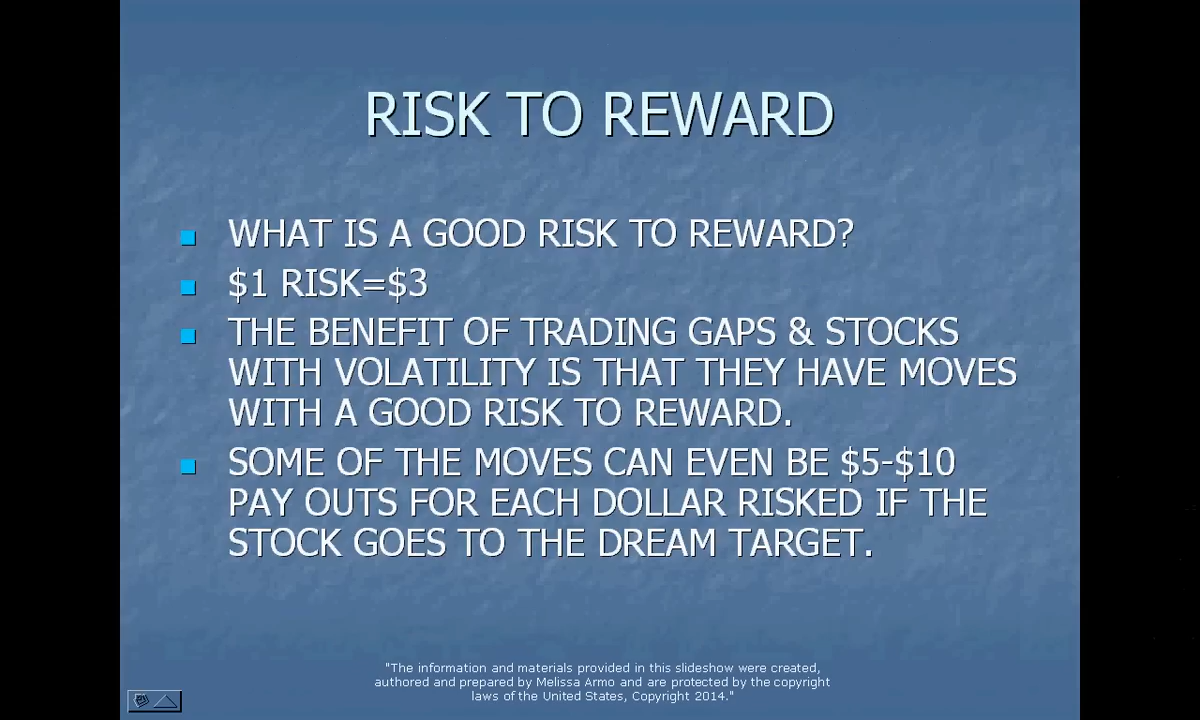 RISK TO REWARD
WHAT IS A GOOD RISK TO REWARD?
$1 RISK=$3
THE BENEFIT OF TRADING GAPS & STOCKS
WITH VOLATILITY IS THAT THEY HAVE MOVES
WITH A GOOD RISK TO REWARD.
SOME OF THE MOVES CAN EVEN BE $5-$10
PAY OUTS FOR EACH DOLLAR RISKED IF THE
STOCK GOES TO THE DREAM TARGET.
"The information and materials provided in this slideshow were created,
authored and prepared by Melissa Armo and are protected by the copyright
laws of the United States, Copyright 2014."